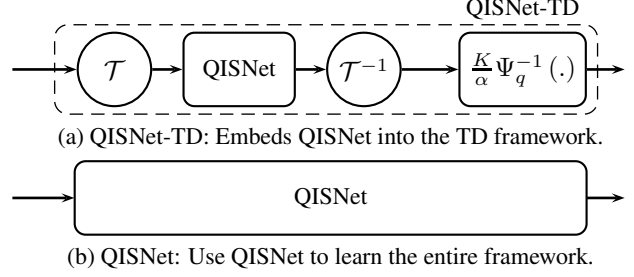 QISNet-TD
𝒯 QISNet 𝒯⁻¹ K/α Ψ_q⁻¹ (.)
(a) QISNet-TD: Embeds QISNet into the TD framework.
QISNet
(b) QISNet: Use QISNet to learn the entire framework.